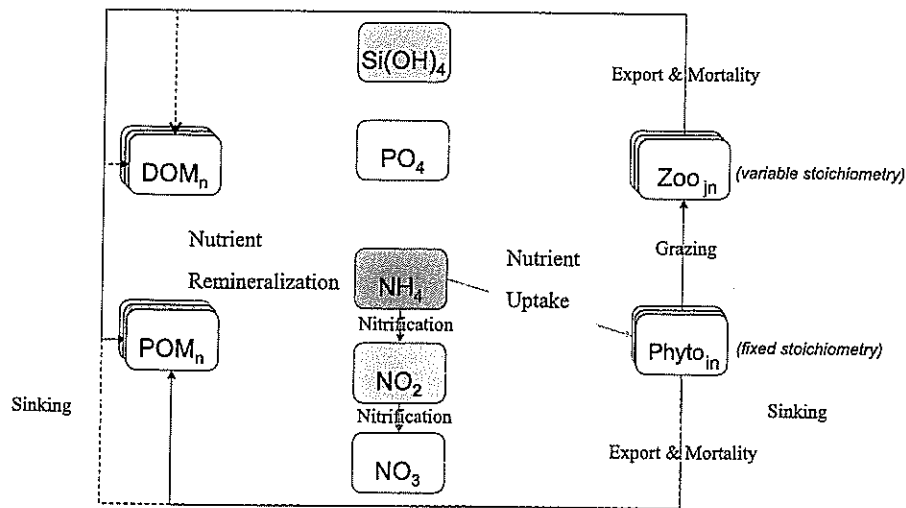 Si(OH)4
Export & Mortality
DOMn
PO4
Zoo jn
(variable stoichiometry)
Nutrient
Remineralization
Grazing
NH4
Nutrient
Uptake
Nitrification
POMn
Phyto in
(fixed stoichiometry)
NO2
Sinking
Nitrification
Sinking
NO3
Export & Mortality